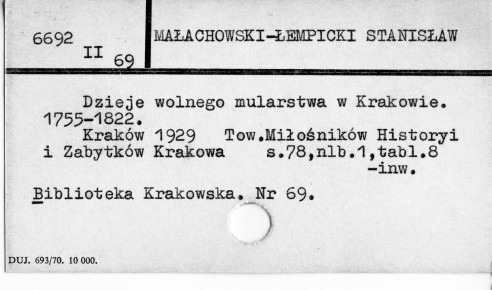 6692
II
69
MAŁACHOWSKI-ŁEMPICKI STANISŁAW
Dzieje wolnego mularstwa w Krakowie.
1755-1822.
Kraków 1929 Tow.Miłośników Historyi
i Zabytków Krakowa s.78,nlb.1,tabl.8
-inw.
Biblioteka Krakowska. Nr 69.
DUJ. 693/70. 10 000.